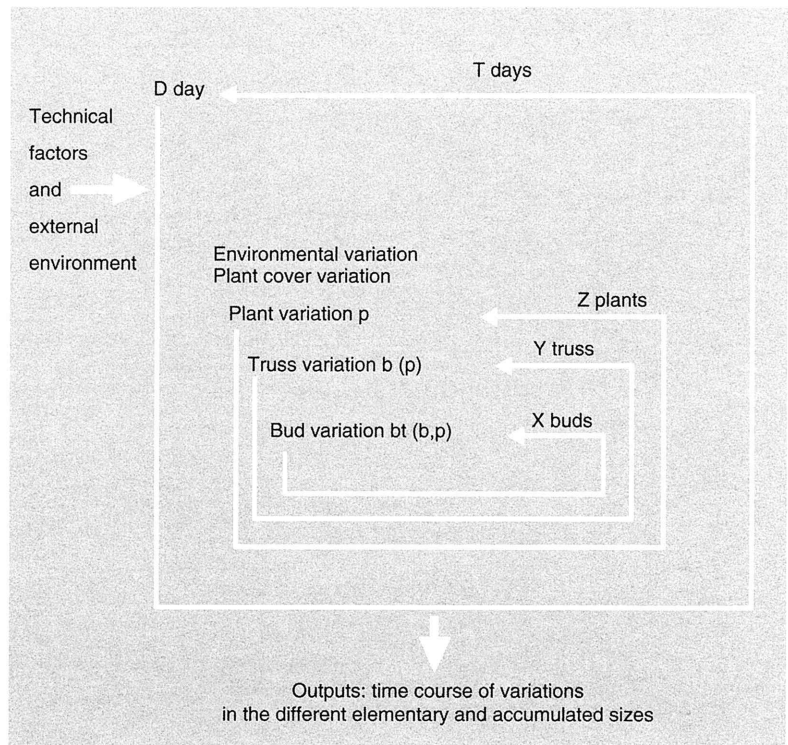 T days
D day
Technical
factors
and
external
environment
Environmental variation
Plant cover variation
Z plants
Plant variation p
Y truss
Truss variation b (p)
X buds
Bud variation bt (b,p)
Outputs: time course of variations
in the different elementary and accumulated sizes